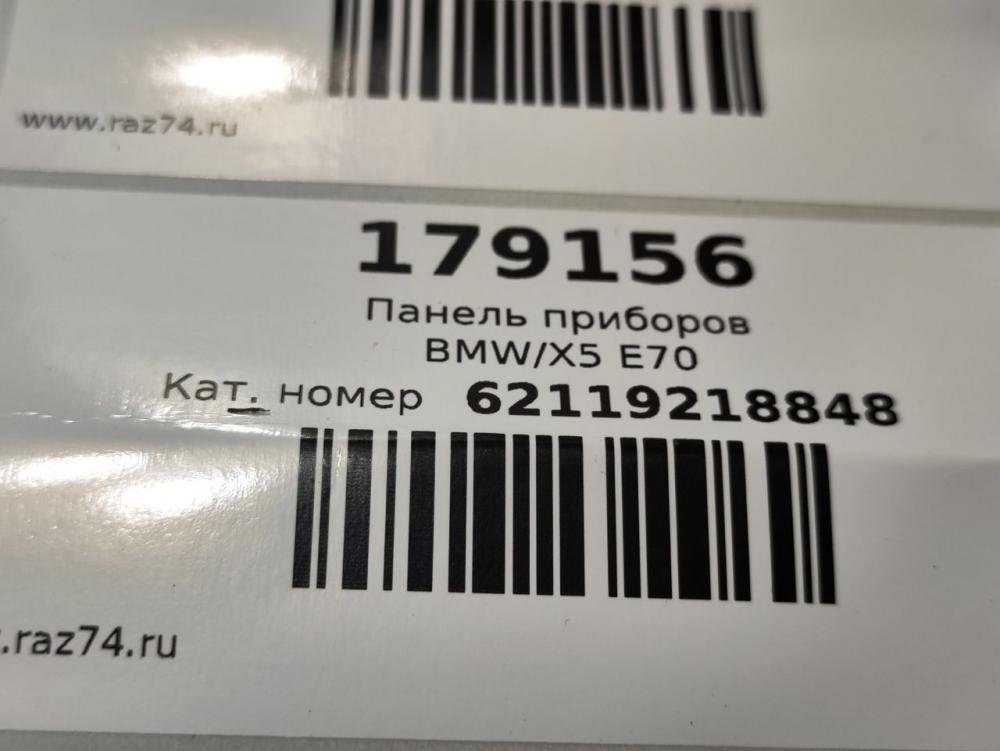 www.raz74.ru
179156
Панель приборов
BMW/X5 E70
Кат. номер 62119218848
.raz74.ru